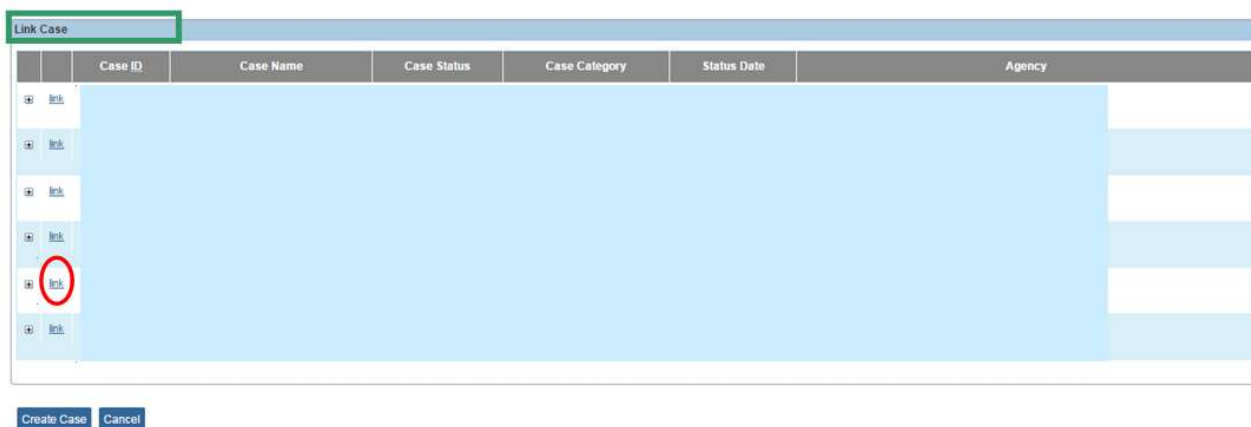 Link Case
Case ID Case Name Case Status Case Category Status Date Agency
link
link
link
link
link
link
Create Case Cancel